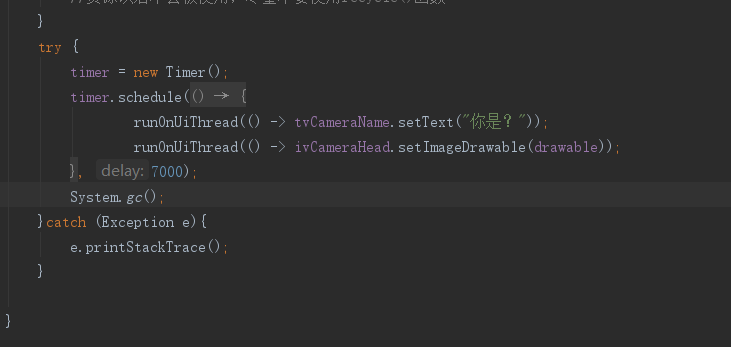 }
try {
timer = new Timer();
timer.schedule(() → {
runOnUiThread(() -> tvCameraName.setText("你是？"));
runOnUiThread(() -> ivCameraHead.setImageDrawable(drawable));
}, delay: 7000);
System.gc();
}catch (Exception e){
e.printStackTrace();
}
}